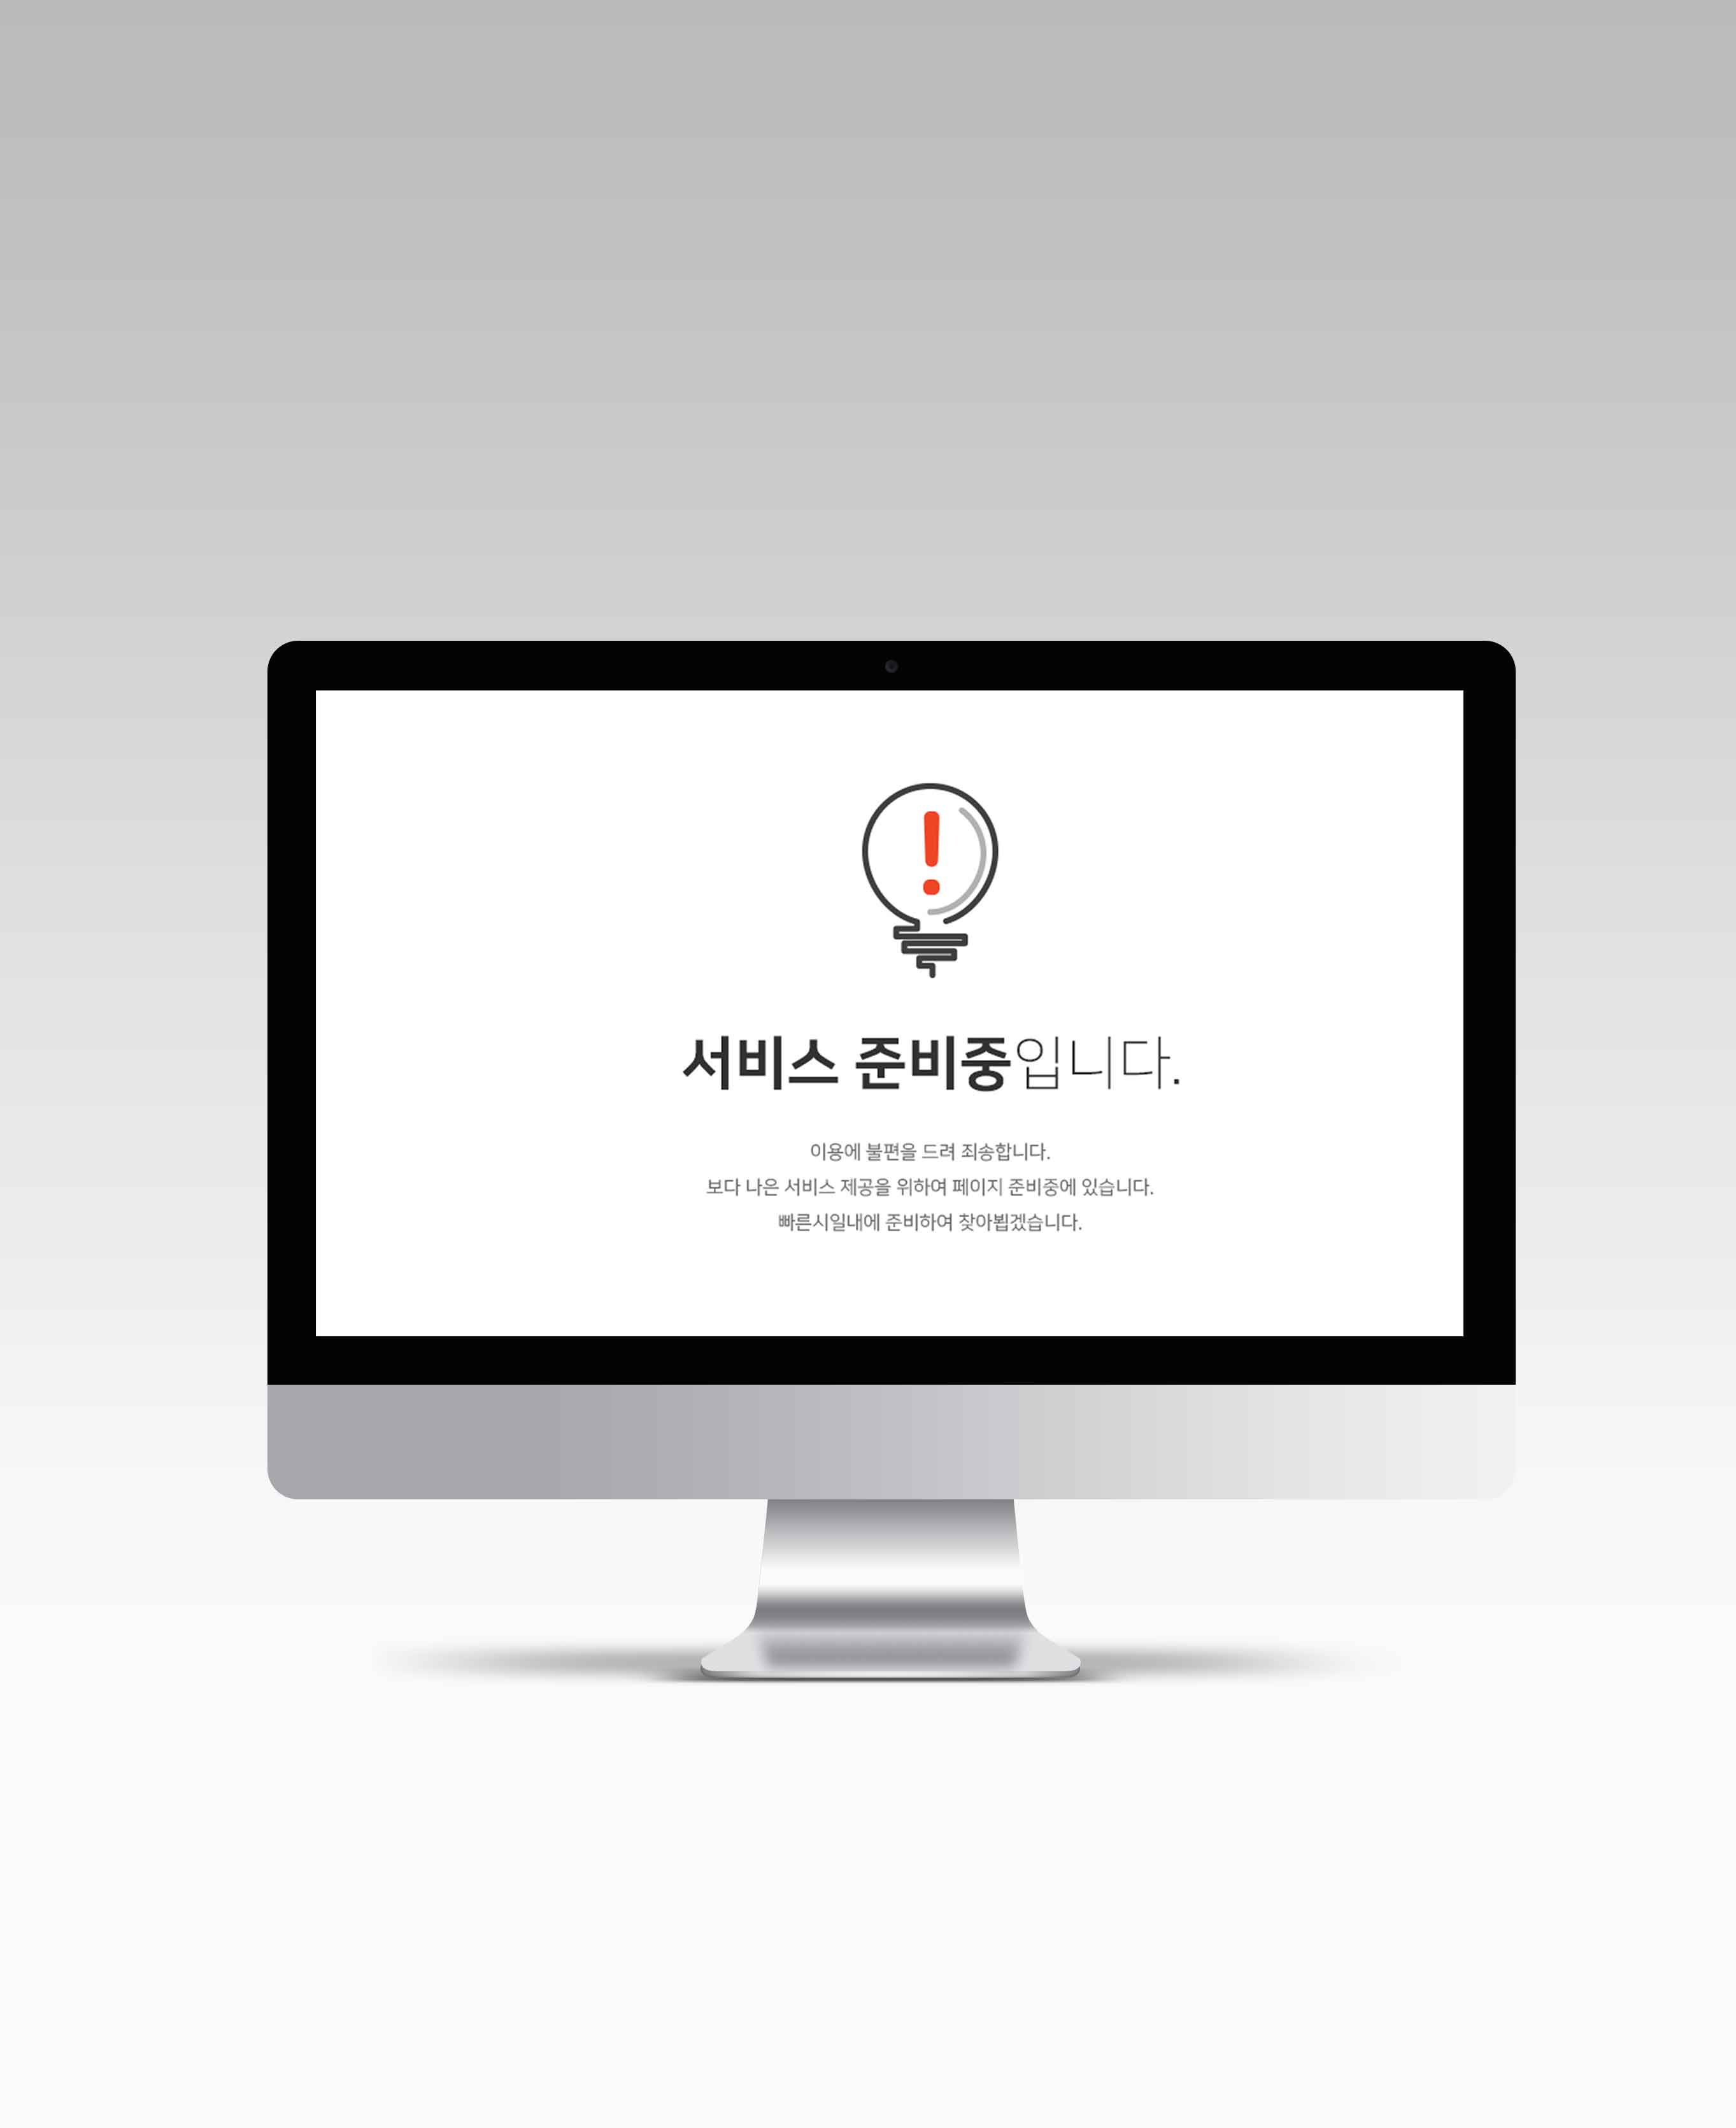 서비스 준비중입니다.
이용에 불편을 드려 죄송합니다.
보다 나은 서비스 제공을 위하여 페이지 준비중에 있습니다.
빠른시일내에 준비하여 찾아뵙겠습니다.